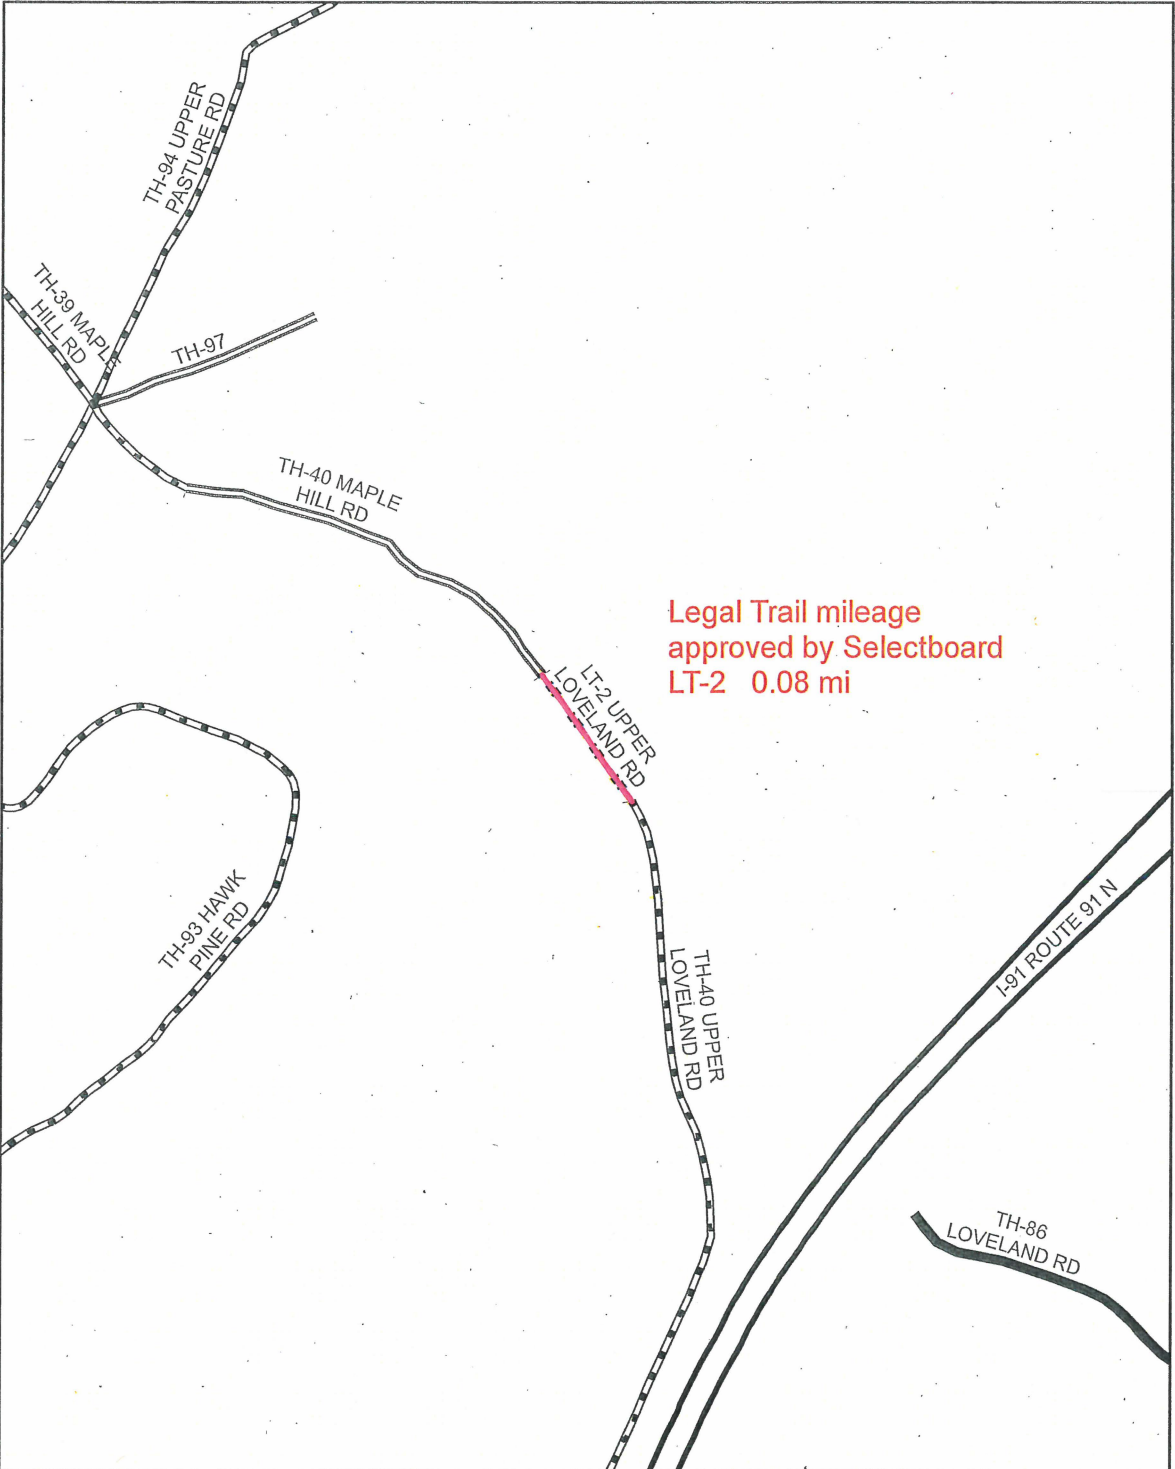 TH-94 UPPER
PASTURE RD
TH-39 MAPLE
HILL RD
TH-97
TH-40 MAPLE
HILL RD
Legal Trail mileage
approved by Selectboard
LT-2 0.08 mi
LT-2 UPPER
LOVELAND RD
TH-93 HAWK
PINE RD
I-91 ROUTE 91 N
TH-40 UPPER
LOVELAND RD
TH-86
LOVELAND RD